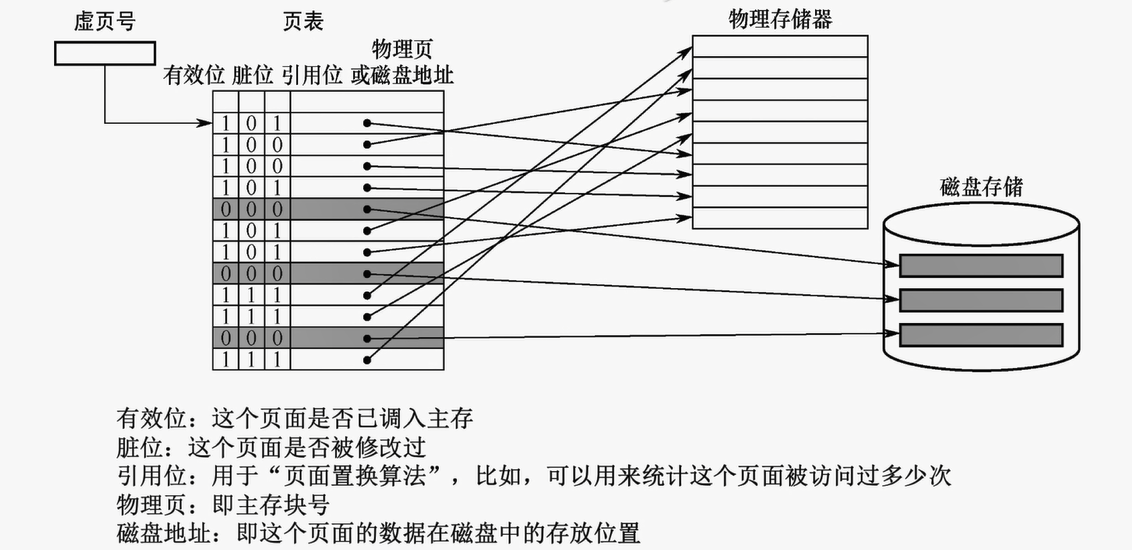 虚页号
页表
物理存储器
物理页
有效位 脏位 引用位 或磁盘地址
1 0 1
1 0 0
1 0 0
1 0 1
0 0 0
1 0 1
1 0 1
0 0 0
1 1 1
1 1 1
0 0 0
1 1 1
磁盘存储
有效位：这个页面是否已调入主存
脏位：这个页面是否被修改过
引用位：用于“页面置换算法”，比如，可以用来统计这个页面被访问过多少次
物理页：即主存块号
磁盘地址：即这个页面的数据在磁盘中的存放位置